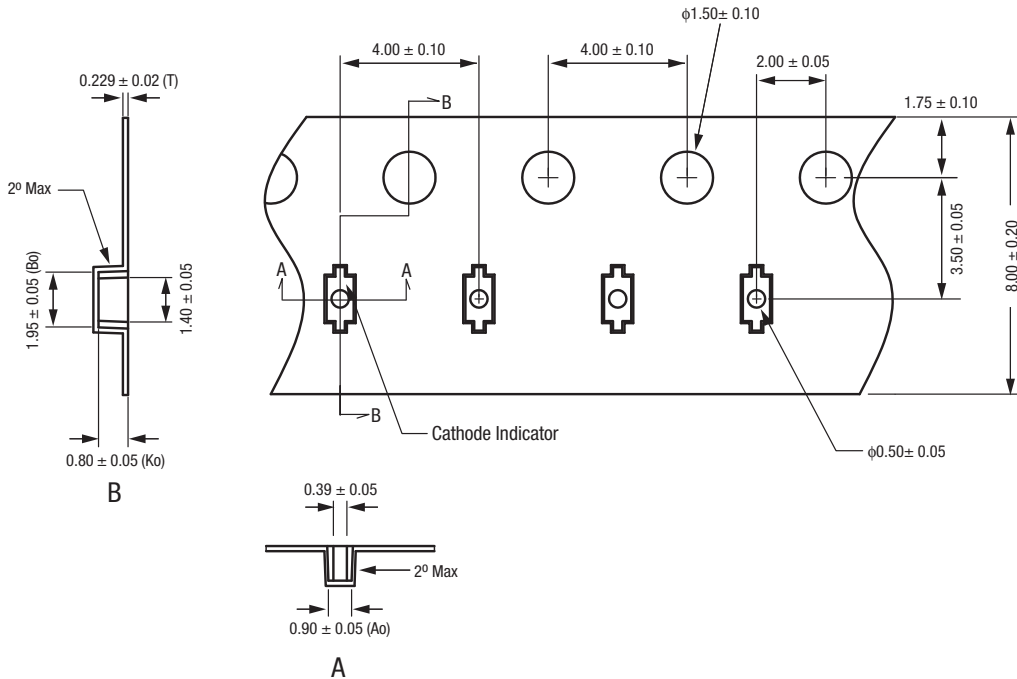 ϕ1.50± 0.10
4.00 ± 0.10
4.00 ± 0.10
2.00 ± 0.05
0.229 ± 0.02 (T)
1.75 ± 0.10
B
2º Max
A
A
1.95 ± 0.05 (Bo)
1.40 ± 0.05
3.50 ± 0.05
8.00 ± 0.20
B
Cathode Indicator
ϕ0.50± 0.05
0.80 ± 0.05 (Ko)
B
0.39 ± 0.05
2º Max
0.90 ± 0.05 (Ao)
A